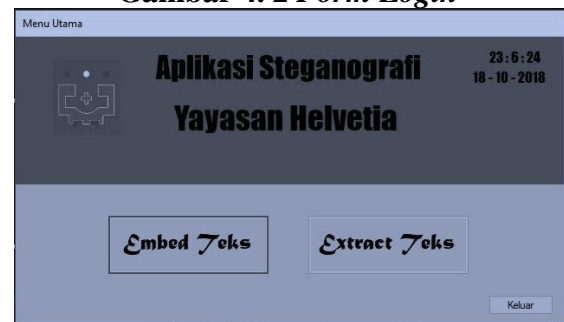 Gambar 4. 2 Form Login
Menu Utama
Aplikasi Steganografi
Yayasan Helvetia
23 : 6 : 24
18 - 10 - 2018
Embed Teks
Extract Teks
Keluar